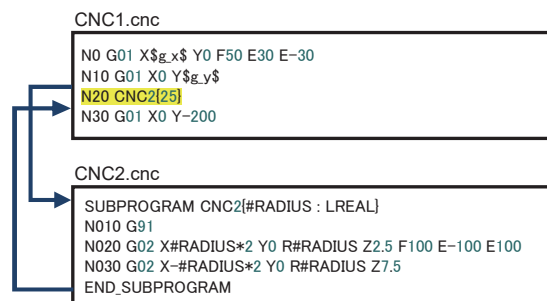 CNC1.cnc
N0 G01 X$g_x$ Y0 F50 E30 E-30
N10 G01 X0 Y$g_y$
N20 CNC2{25}
N30 G01 X0 Y-200
CNC2.cnc
SUBPROGRAM CNC2{#RADIUS : LREAL}
N010 G91
N020 G02 X#RADIUS*2 Y0 R#RADIUS Z2.5 F100 E-100 E100
N030 G02 X-#RADIUS*2 Y0 R#RADIUS Z7.5
END_SUBPROGRAM